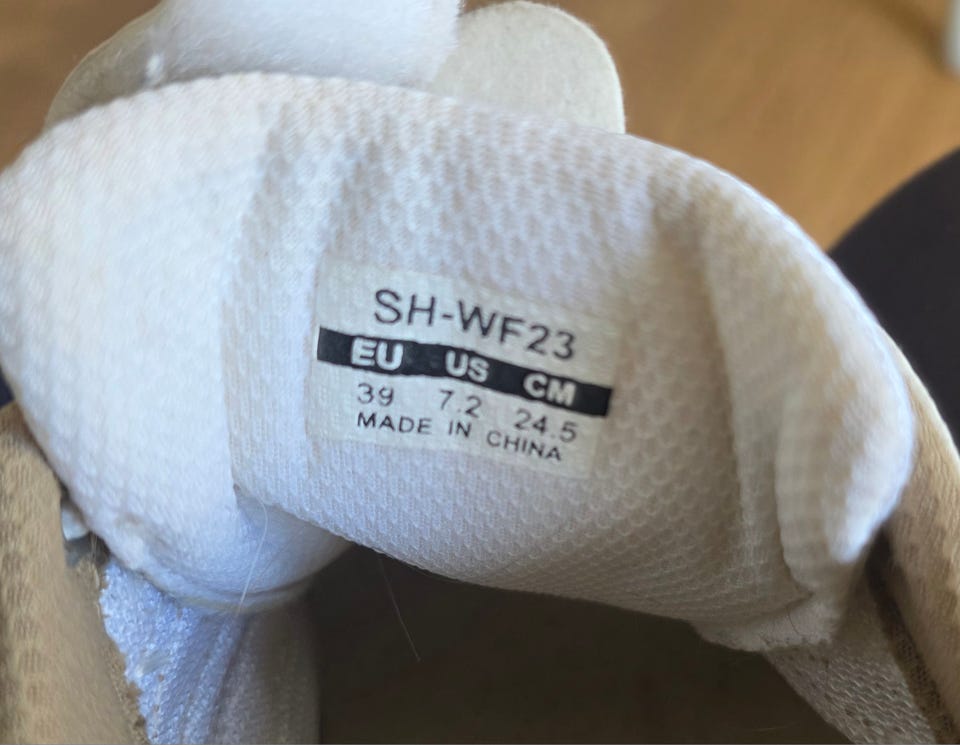 SH-WF23
EU US CM
39 7.2 24.5
MADE IN CHINA